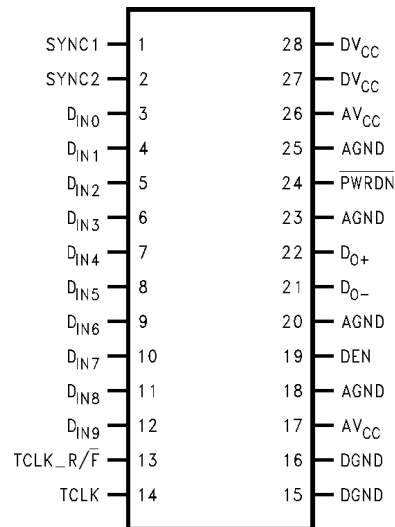 SYNC1 1 28 DVCC
SYNC2 2 27 DVCC
DIN0 3 26 AVCC
DIN1 4 25 AGND
DIN2 5 24 P̅W̅R̅D̅N̅
DIN3 6 23 AGND
DIN4 7 22 DO+
DIN5 8 21 DO−
DIN6 9 20 AGND
DIN7 10 19 DEN
DIN8 11 18 AGND
DIN9 12 17 AVCC
TCLK_R/F̅ 13 16 DGND
TCLK 14 15 DGND